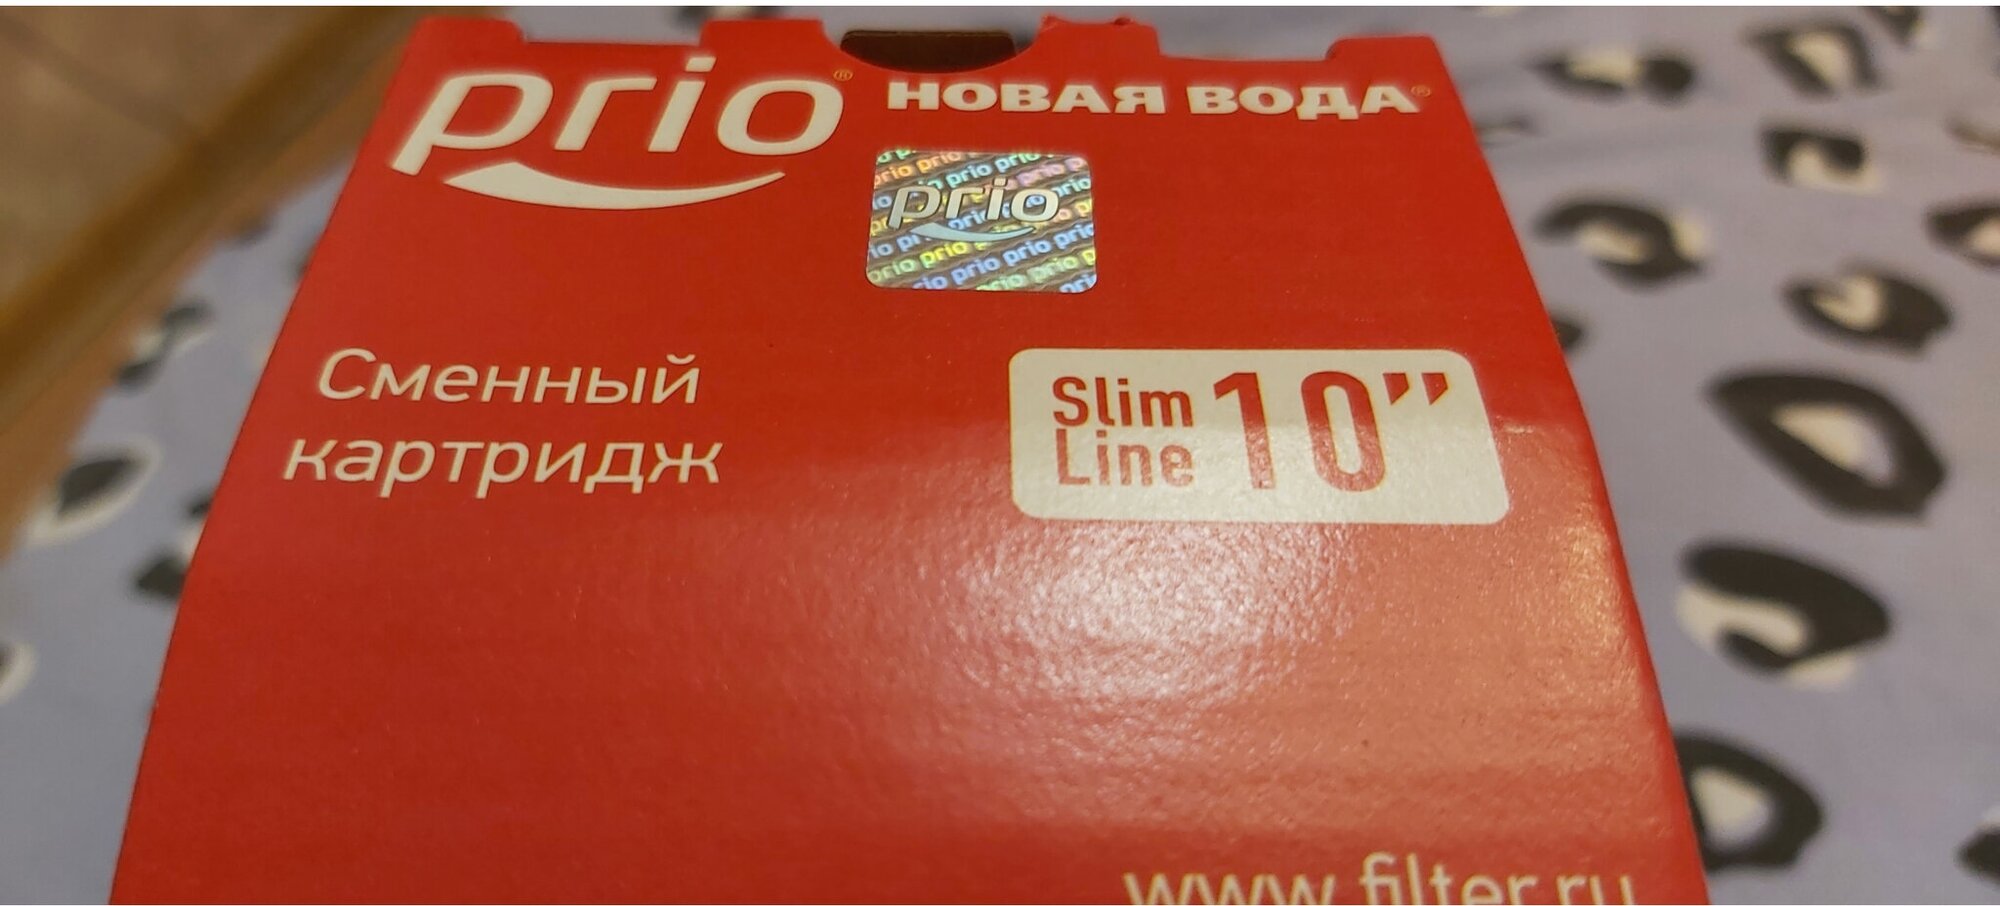 prio® НОВАЯ ВОДА®
prio
Сменный
картридж
Slim
Line
10”
www.filter.ru